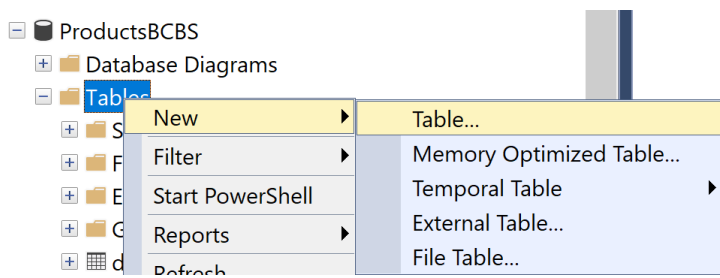 ProductsBCBS
Database Diagrams
Tables
New
Table...
S
Filter
Memory Optimized Table...
F
Temporal Table
E
Start PowerShell
External Table...
G
Reports
File Table...
d
Refresh